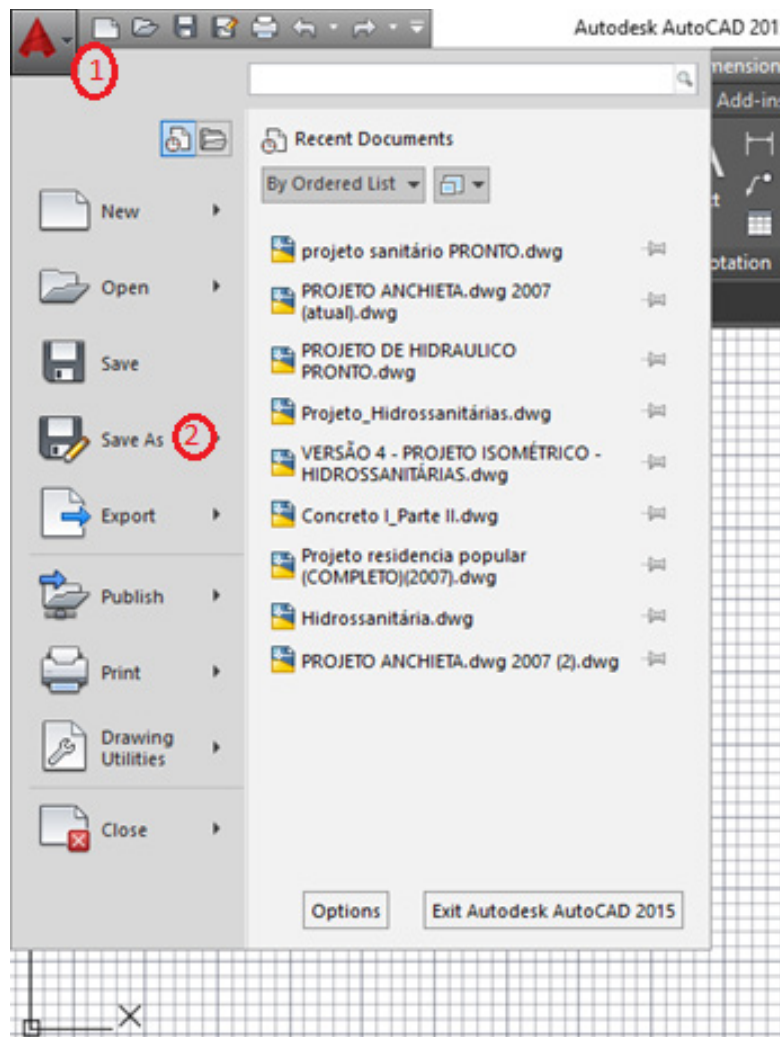 Autodesk AutoCAD 201
1
mension
Add-in
Recent Documents
By Ordered List
New
projeto sanitário PRONTO.dwg
otation
Open
PROJETO ANCHIETA.dwg 2007
(atual).dwg
Save
PROJETO DE HIDRAULICO
PRONTO.dwg
Projeto_Hidrossanitárias.dwg
Save As
2
VERSÃO 4 - PROJETO ISOMÉTRICO -
HIDROSSANITÁRIAS.dwg
Export
Concreto I_Parte II.dwg
Projeto residencia popular
(COMPLETO)(2007).dwg
Publish
Hidrossanitária.dwg
Print
PROJETO ANCHIETA.dwg 2007 (2).dwg
Drawing
Utilities
Close
Options
Exit Autodesk AutoCAD 2015
X